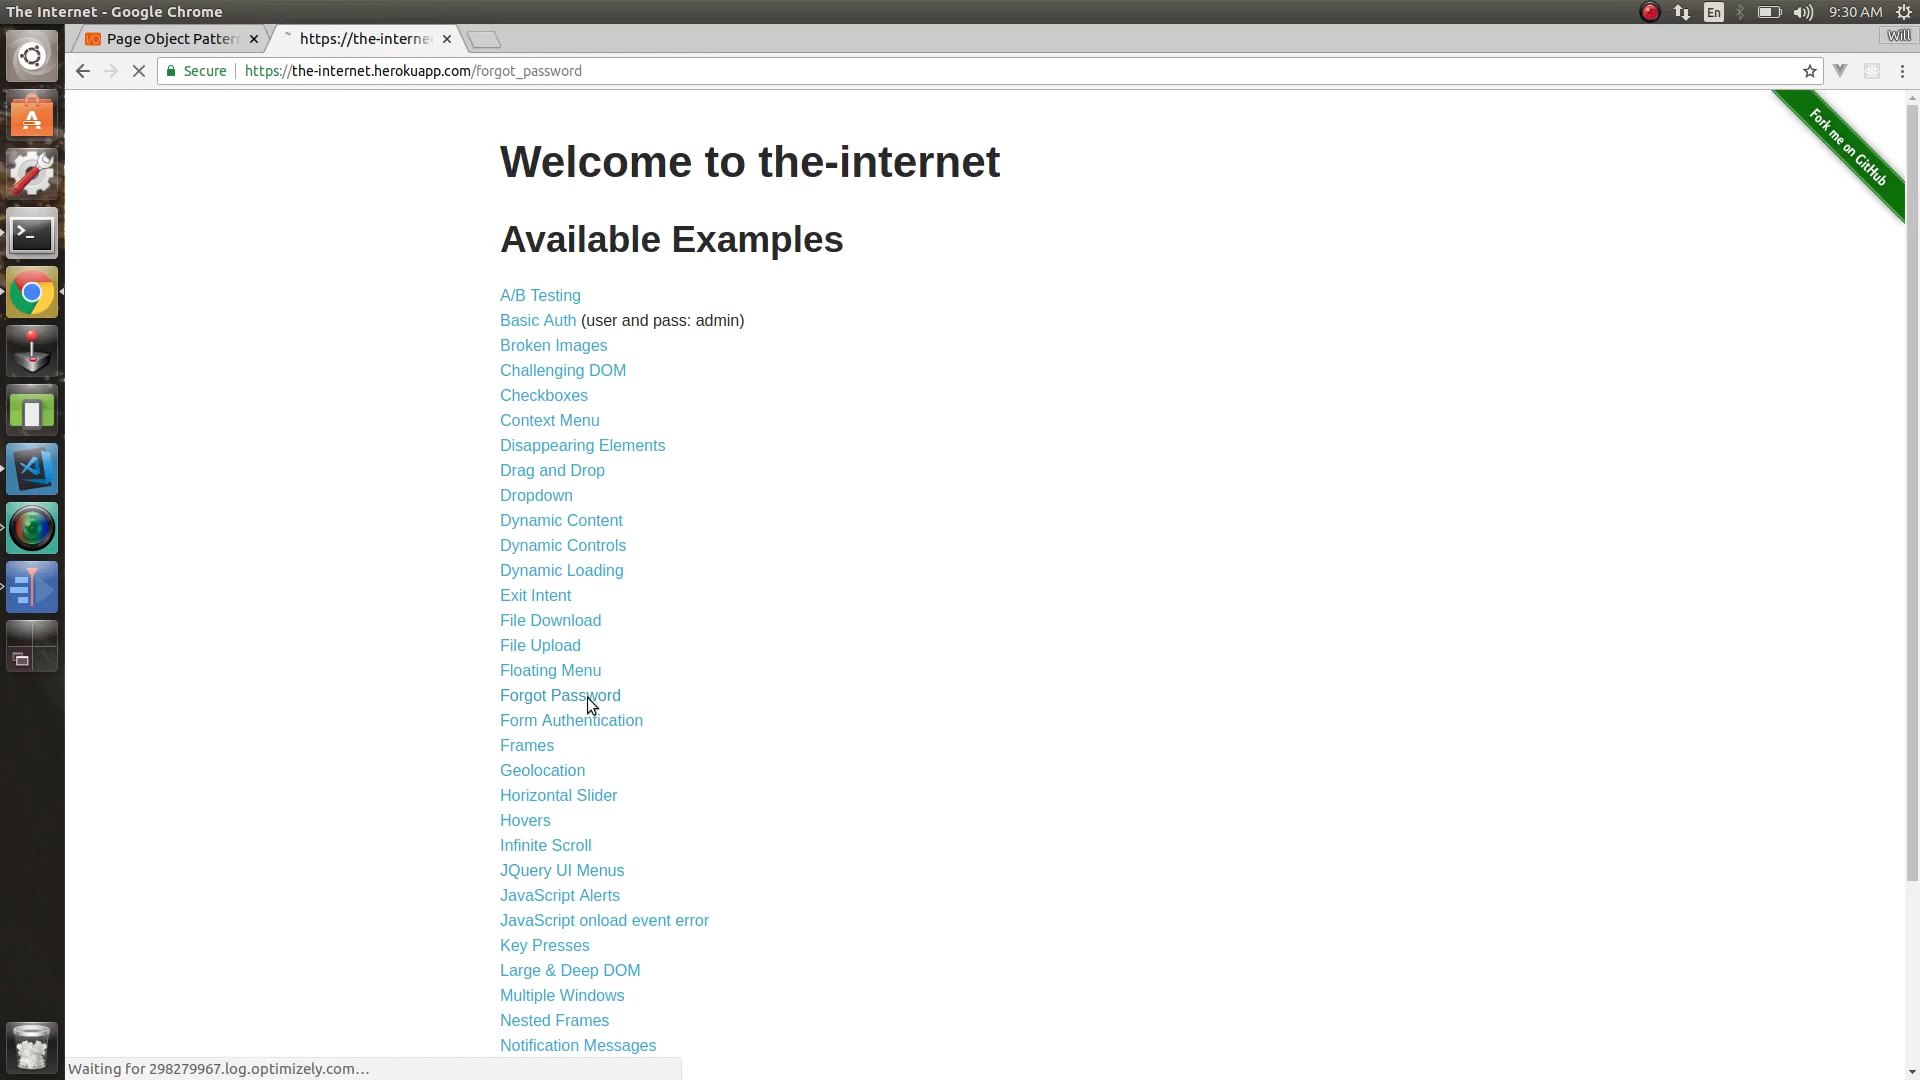 The Internet - Google Chrome
En
9:30 AM
Page Object Patter
https://the-interne
Will
Secure
https://the-internet.herokuapp.com/forgot_password
Fork me on GitHub
Welcome to the-internet
Available Examples
A/B Testing
Basic Auth (user and pass: admin)
Broken Images
Challenging DOM
Checkboxes
Context Menu
Disappearing Elements
Drag and Drop
Dropdown
Dynamic Content
Dynamic Controls
Dynamic Loading
Exit Intent
File Download
File Upload
Floating Menu
Forgot Password
Form Authentication
Frames
Geolocation
Horizontal Slider
Hovers
Infinite Scroll
JQuery UI Menus
JavaScript Alerts
JavaScript onload event error
Key Presses
Large & Deep DOM
Multiple Windows
Nested Frames
Notification Messages
Waiting for 298279967.log.optimizely.com…